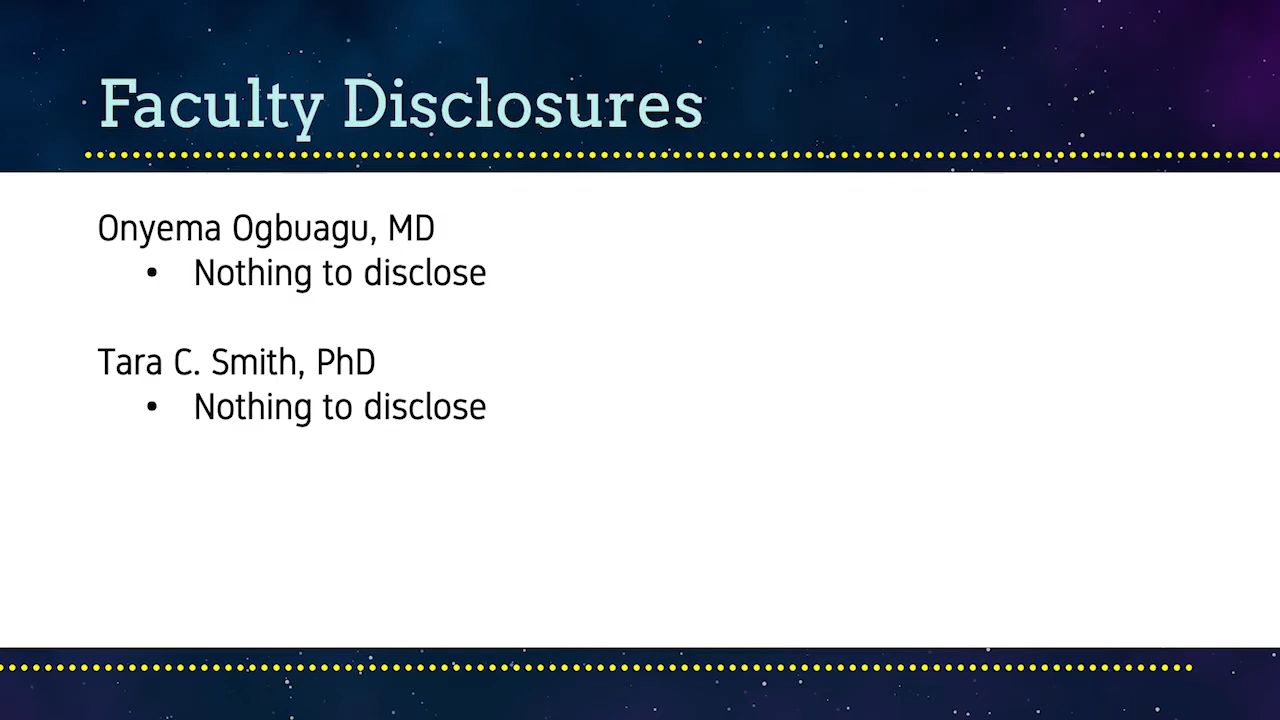 Faculty Disclosures
Onyema Ogbuagu, MD
• Nothing to disclose
Tara C. Smith, PhD
• Nothing to disclose